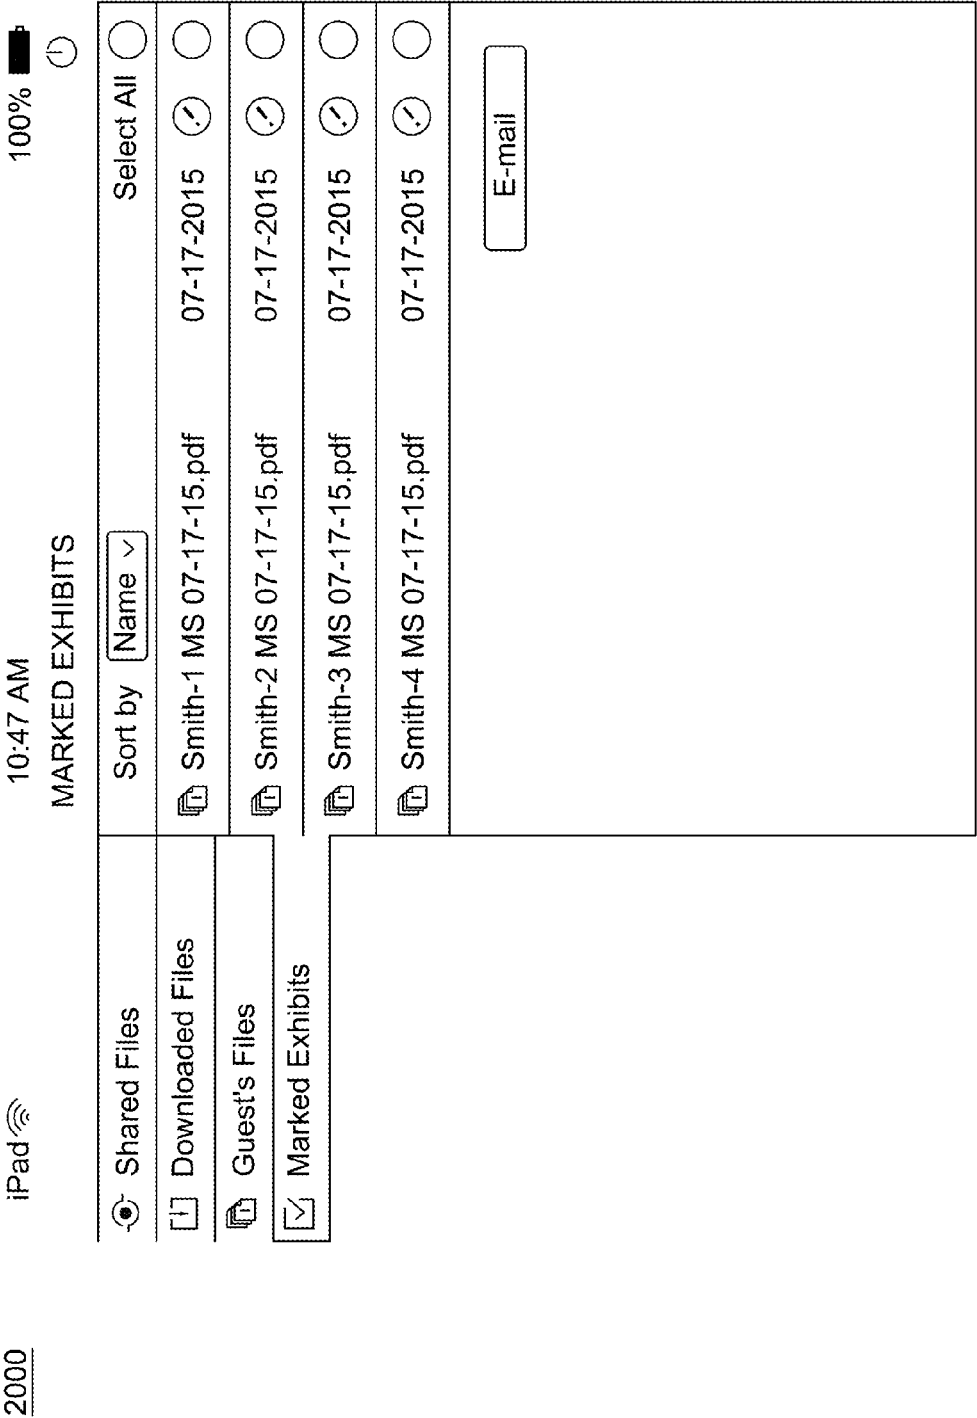 2000
iPad 10:47 AM 100%
MARKED EXHIBITS
Shared Files
Downloaded Files
Guest's Files
Marked Exhibits
Sort by Name Select All
Smith-1 MS 07-17-15.pdf 07-17-2015
Smith-2 MS 07-17-15.pdf 07-17-2015
Smith-3 MS 07-17-15.pdf 07-17-2015
Smith-4 MS 07-17-15.pdf 07-17-2015
E-mail